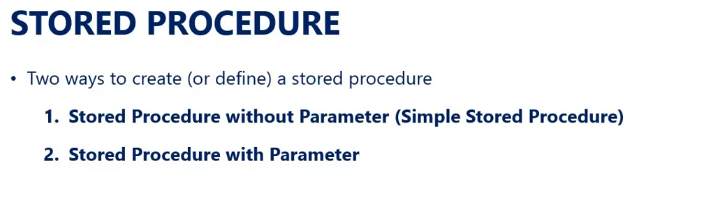 STORED PROCEDURE
• Two ways to create (or define) a stored procedure
1. Stored Procedure without Parameter (Simple Stored Procedure)
2. Stored Procedure with Parameter